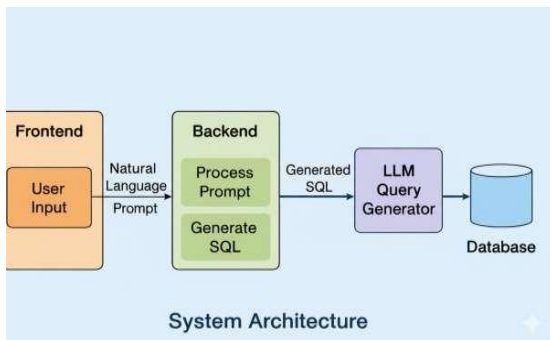 Frontend
User
Input
Natural
Language
Prompt
Backend
Process
Prompt
Generate
SQL
Generated
SQL
LLM
Query
Generator
Database
System Architecture